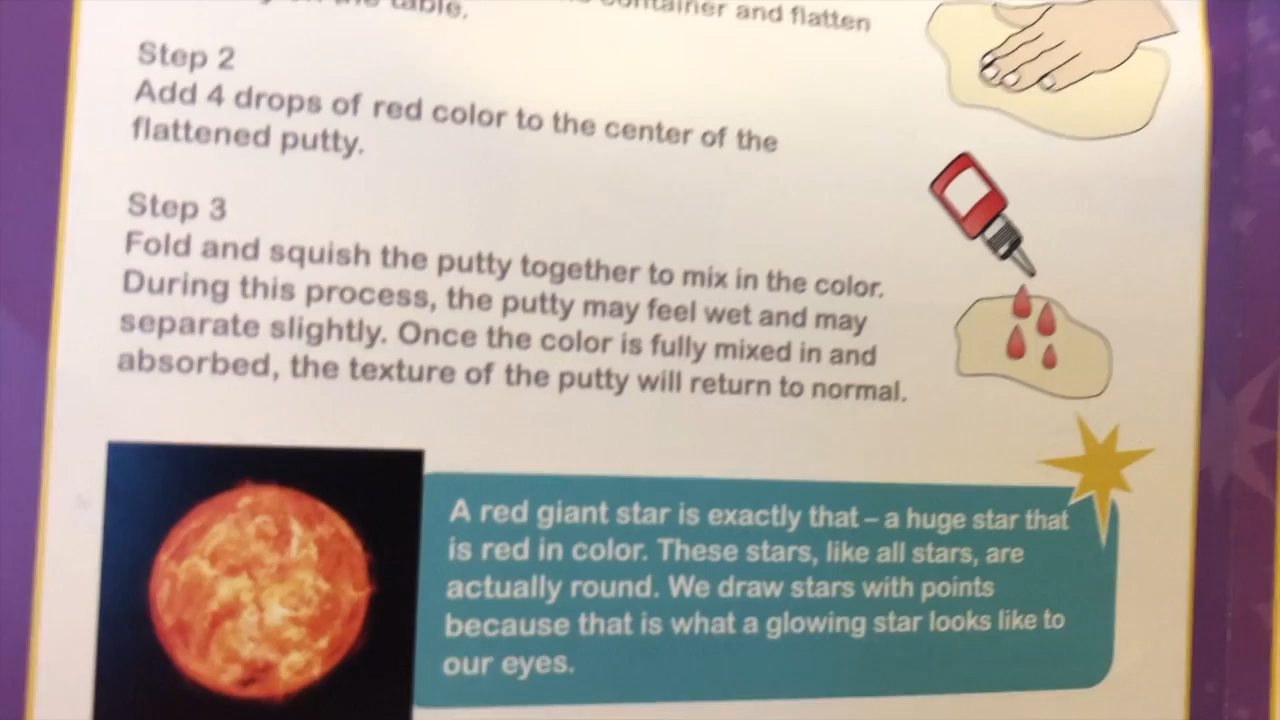 the table.
container and flatten
Step 2
Add 4 drops of red color to the center of the
flattened putty.
Step 3
Fold and squish the putty together to mix in the color.
During this process, the putty may feel wet and may
separate slightly. Once the color is fully mixed in and
absorbed, the texture of the putty will return to normal.
A red giant star is exactly that – a huge star that
is red in color. These stars, like all stars, are
actually round. We draw stars with points
because that is what a glowing star looks like to
our eyes.